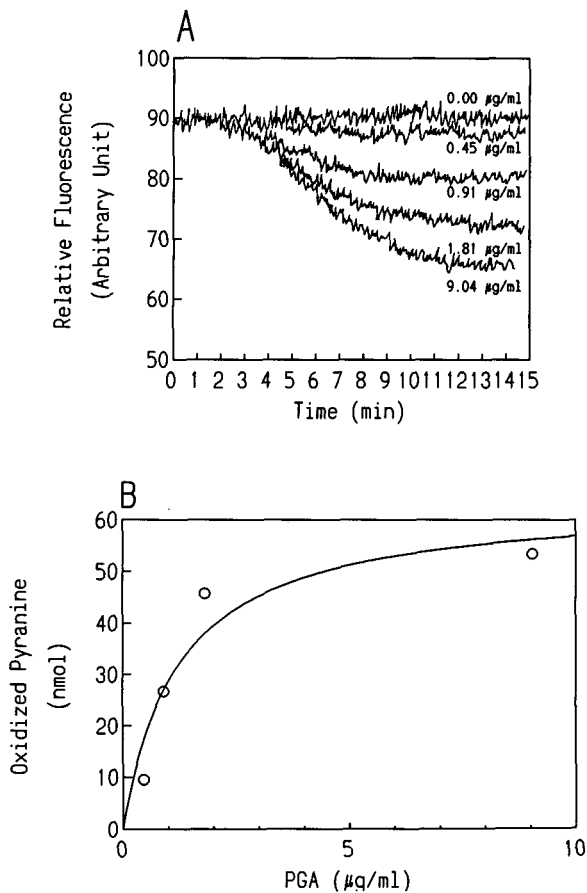 A
100
90
80
70
60
50
Relative Fluorescence
(Arbitrary Unit)
0.00 µg/ml
0.45 µg/ml
0.91 µg/ml
1.81 µg/ml
9.04 µg/ml
0 1 2 3 4 5 6 7 8 9 10 11 12 13 14 15
Time (min)
B
60
50
40
30
20
10
0
Oxidized Pyranine
(nmol)
0 5 10
PGA (µg/ml)